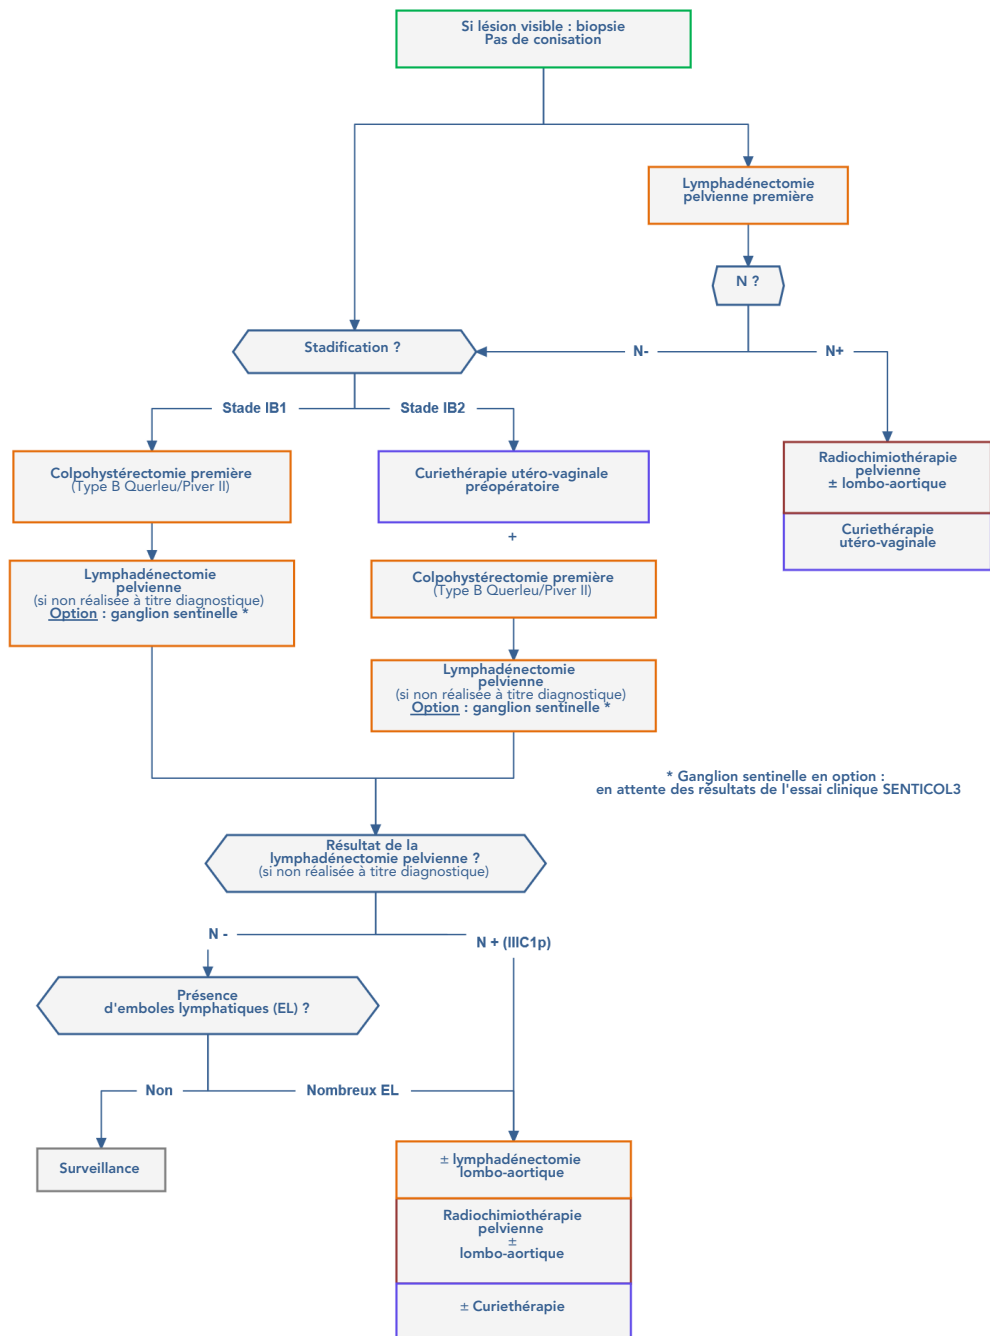 Si lésion visible : biopsie
Pas de conisation
Lymphadénectomie
pelvienne première
N ?
Stadification ?
N-
N+
Stade IB1
Stade IB2
Colpohystérectomie première
(Type B Querleu/Piver II)
Curiethérapie utéro-vaginale
préopératoire
Radiochimiothérapie
pelvienne
± lombo-aortique
Curiethérapie
utéro-vaginale
+
Lymphadénectomie
pelvienne
(si non réalisée à titre diagnostique)
Option : ganglion sentinelle *
Colpohystérectomie première
(Type B Querleu/Piver II)
Lymphadénectomie
pelvienne
(si non réalisée à titre diagnostique)
Option : ganglion sentinelle *
* Ganglion sentinelle en option :
en attente des résultats de l'essai clinique SENTICOL3
Résultat de la
lymphadénectomie pelvienne ?
(si non réalisée à titre diagnostique)
N -
N + (IIIC1p)
Présence
d'emboles lymphatiques (EL) ?
Non
Nombreux EL
Surveillance
± lymphadénectomie
lombo-aortique
Radiochimiothérapie
pelvienne
±
lombo-aortique
± Curiethérapie